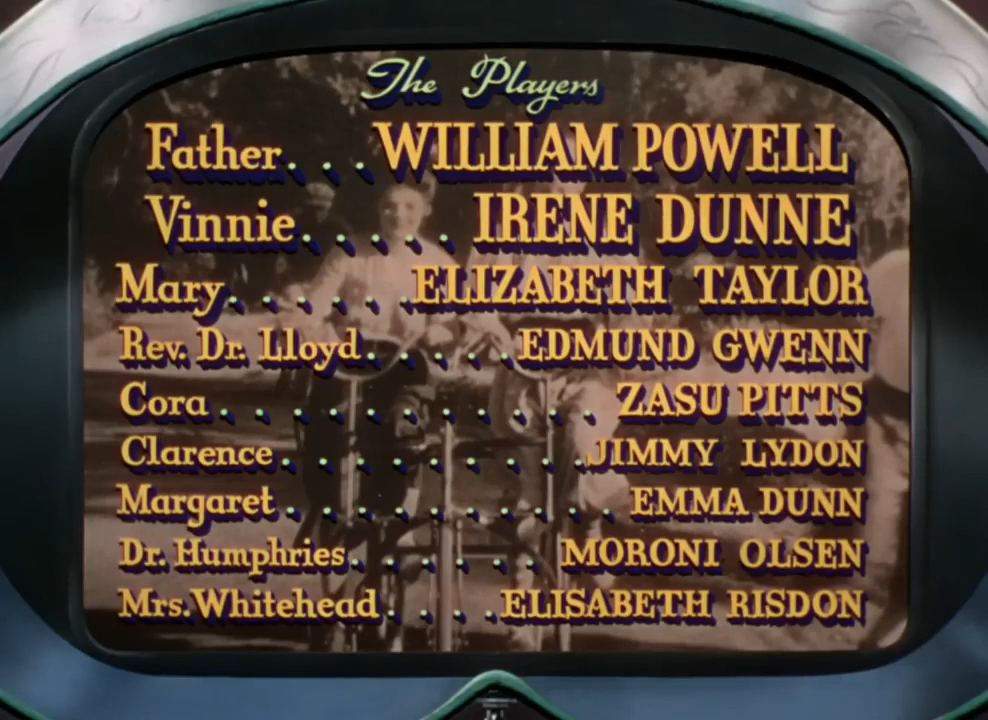 The Players
Father. . . WILLIAM POWELL
Vinnie. . . . . IRENE DUNNE
Mary. . . . . .ELIZABETH TAYLOR
Rev. Dr. Lloyd. . . . .EDMUND GWENN
Cora . . . . . . . . . . . ZASU PITTS
Clarence. . . . . . . . .JIMMY LYDON
Margaret. . . . . . . . . . EMMA DUNN
Dr. Humphries. . . . . . MORONI OLSEN
Mrs. Whitehead. . . .ELISABETH RISDON